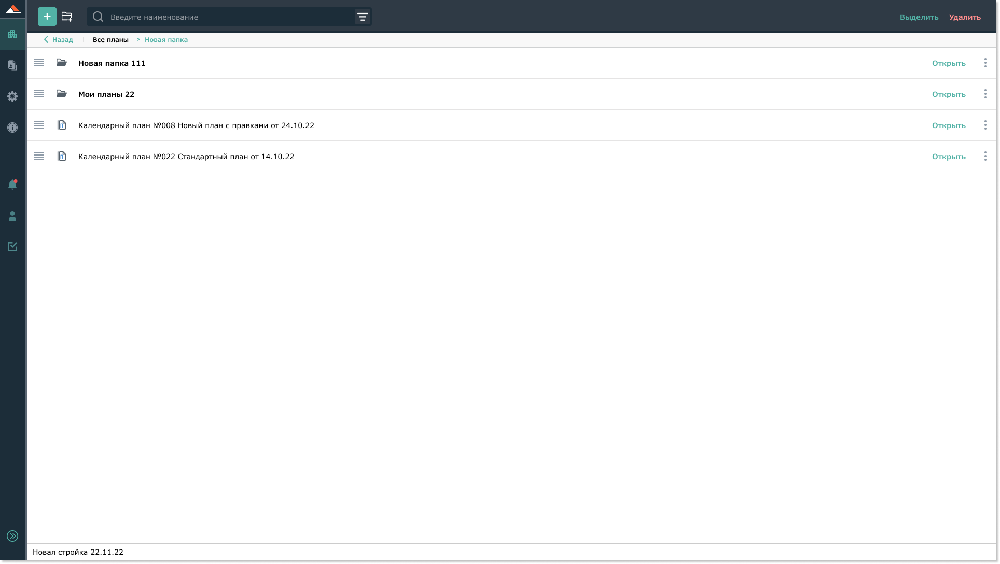 Введите наименование
Выделить Удалить
Назад | Все планы > Новая папка
Новая папка 111 Открыть
Мои планы 22 Открыть
Календарный план №008 Новый план с правками от 24.10.22 Открыть
Календарный план №022 Стандартный план от 14.10.22 Открыть
Новая стройка 22.11.22